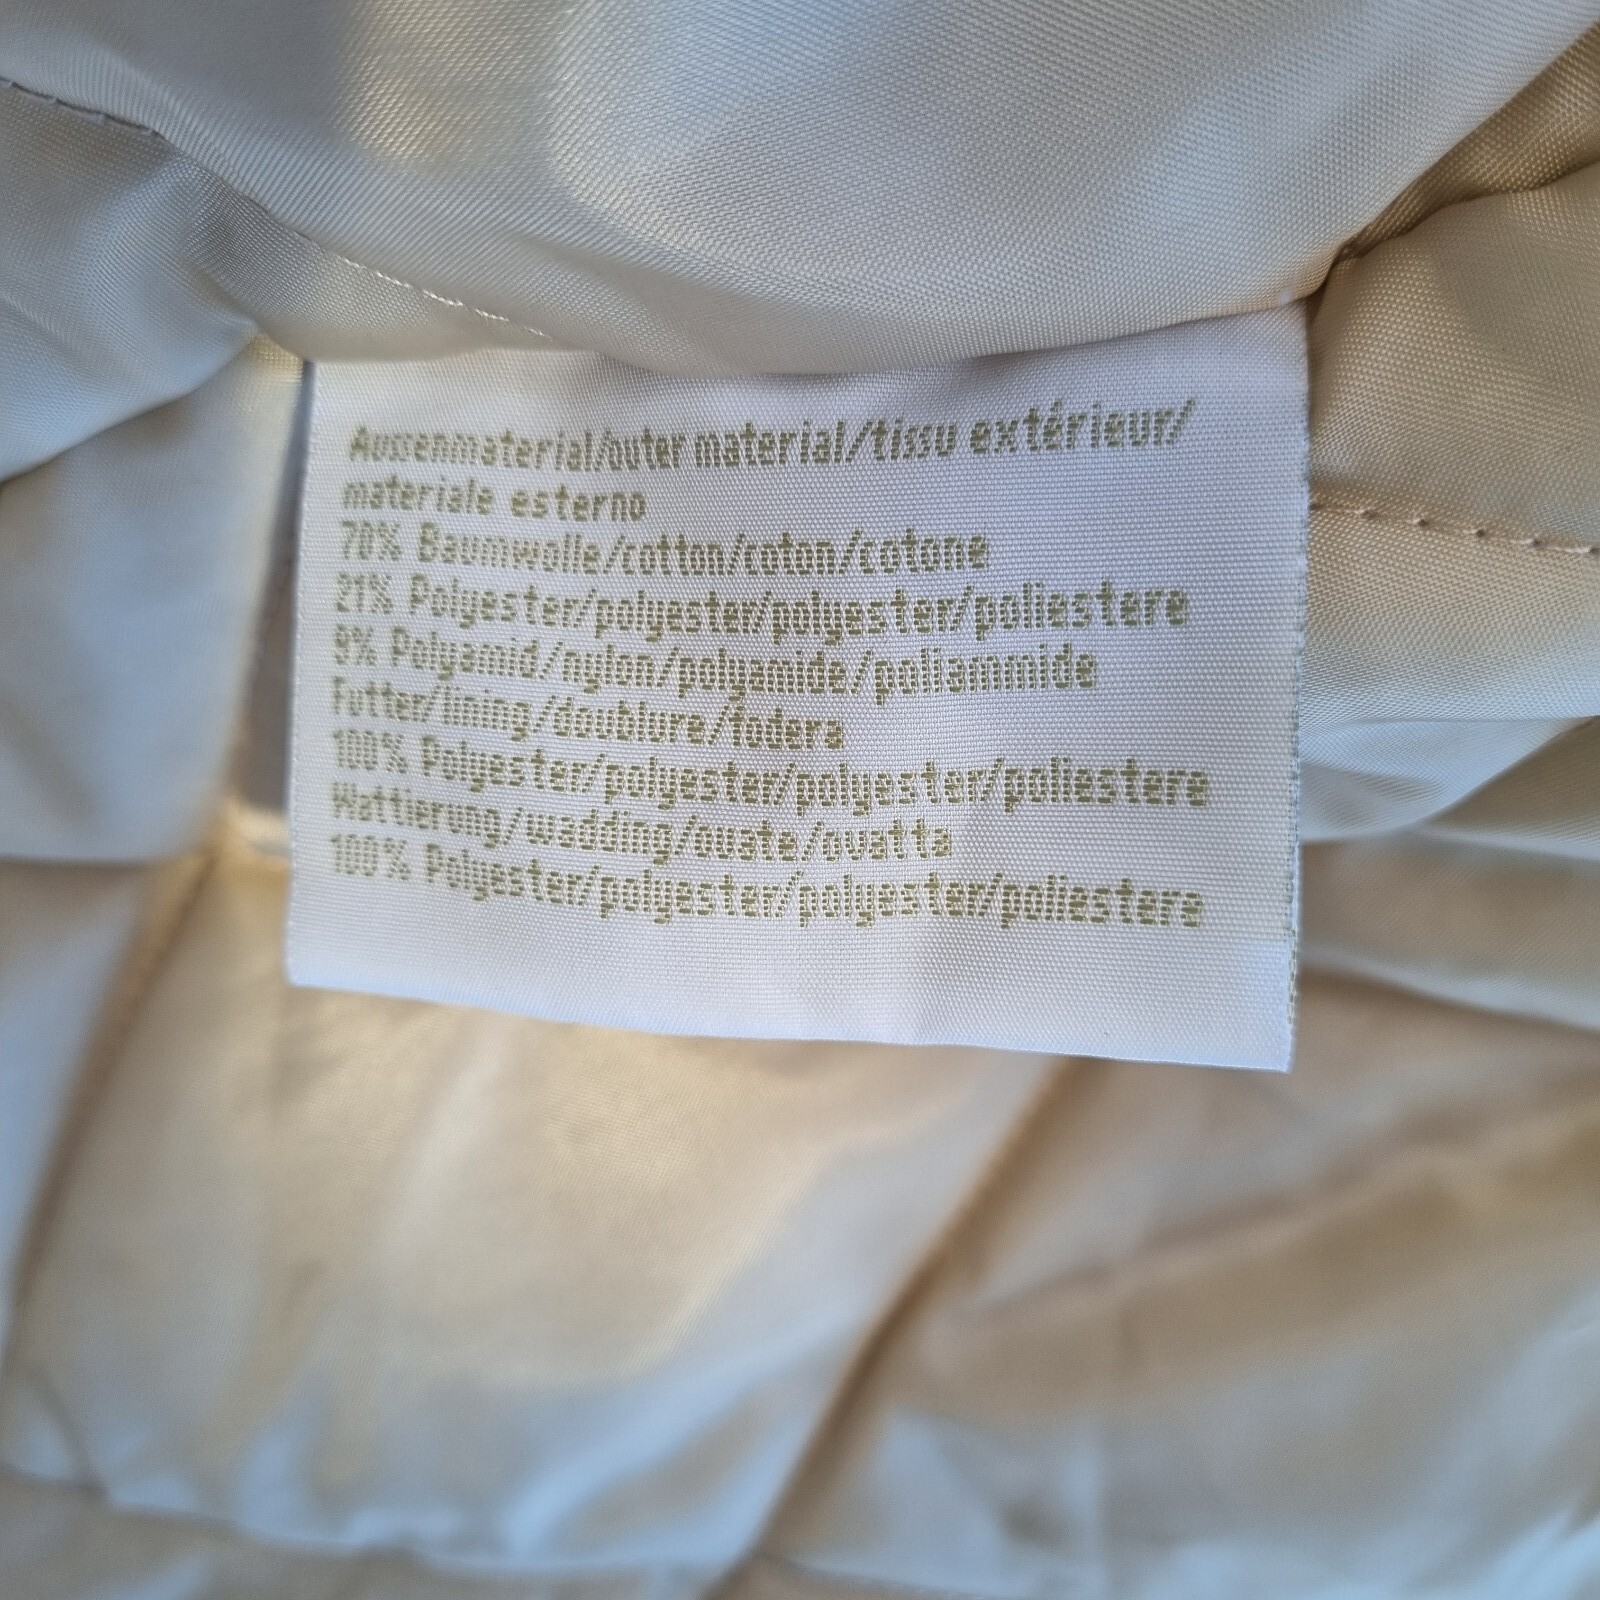 Aussenmaterial/outer material/tissu extérieur/
materiale esterno
70% Baumwolle/cotton/coton/cotone
21% Polyester/polyester/polyester/poliestere
9% Polyamid/nylon/polyamide/poliammide
Futter/lining/doublure/fodera
100% Polyester/polyester/polyester/poliestere
Wattierung/wadding/ouate/ovatta
100% Polyester/polyester/polyester/poliestere